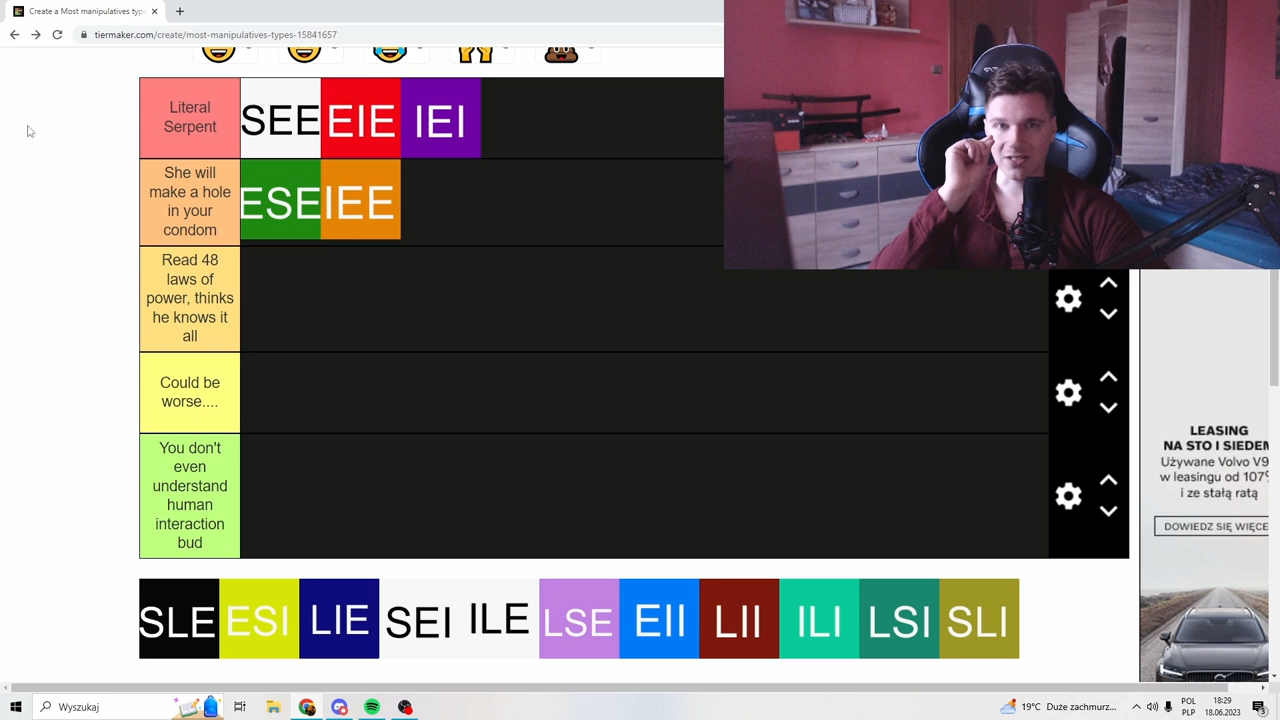 Create a Most manipulatives typ
tiermaker.com/create/most-manipulatives-types-15841657
Literal
Serpent
SEE
EIE
IEI
She will
make a hole
in your
condom
ESE
IEE
Read 48
laws of
power, thinks
he knows it
all
Could be
worse....
You don't
even
understand
human
interaction
bud
SLE
ESI
LIE
SEI
ILE
LSE
EII
LII
ILI
LSI
SLI
LEASING
NA STO I SIEDEM
Używane Volvo V9
w leasingu od 107%
i ze stałą ratą
DOWIEDZ SIĘ WIĘCE
Wyszukaj
19°C Duże zachmurz...
POL
PLP
18:29
18.06.2023
3